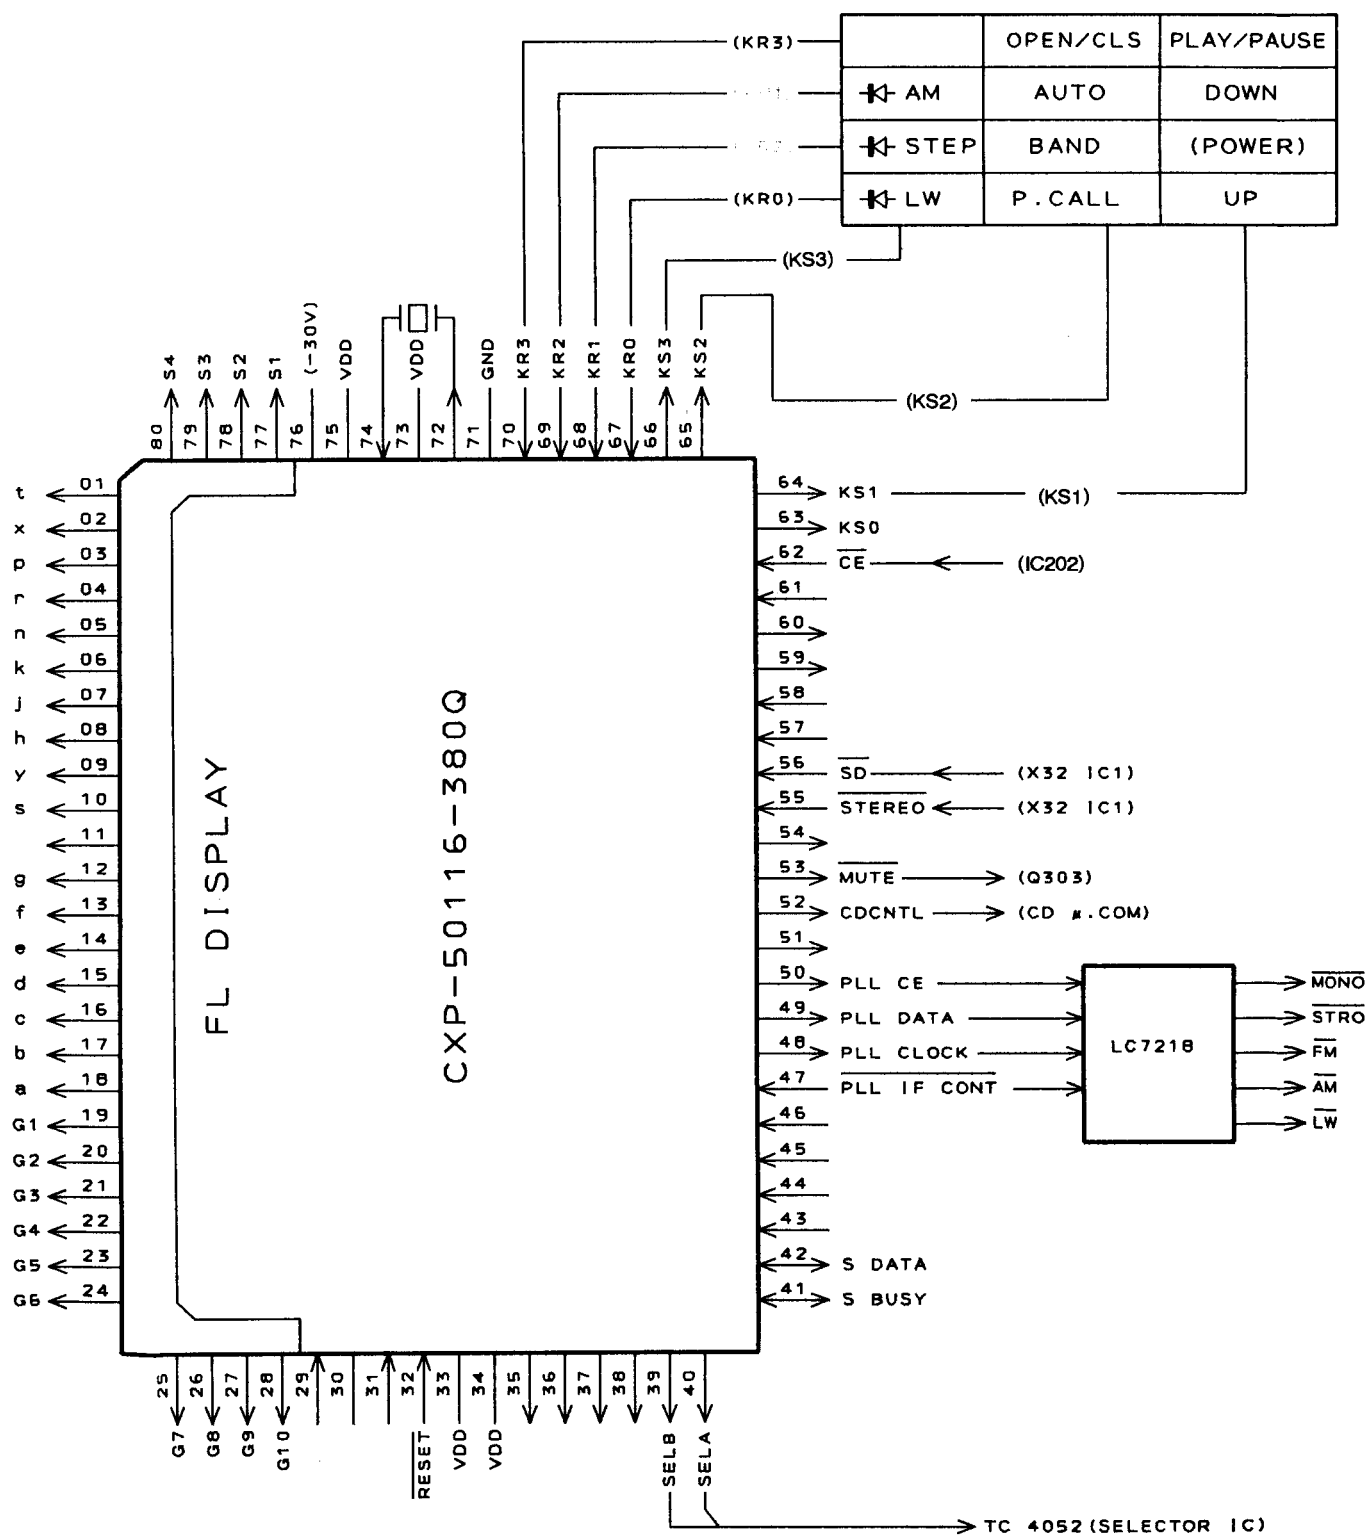 (KR3) OPEN/CLS PLAY/PAUSE
AM AUTO DOWN
STEP BAND (POWER)
(KR0) LW P.CALL UP
(KS3)
(KS2)
S4 S3 S2 S1 (-30V) VDD VDD GND KR3 KR2 KR1 KR0 KS3 KS2
80 79 78 77 76 75 74 73 72 71 70 69 68 67 66 65
t 01
x 02
p 03
r 04
n 05
k 06
j 07
h 08
y 09
s 10
11
g 12
f 13
e 14
d 15
c 16
b 17
a 18
G1 19
G2 20
G3 21
G4 22
G5 23
G6 24
FL DISPLAY
CXP-50116-380Q
64 KS1 (KS1)
63 KS0
62 CE (IC202)
61
60
59
58
57
56 SD (X32 IC1)
55 STEREO (X32 IC1)
54
53 MUTE (Q303)
52 CDCNTL (CD μ.COM)
51
50 PLL CE
49 PLL DATA
48 PLL CLOCK
47 PLL IF CONT
46
45
44
43
42 S DATA
41 S BUSY
LC7218
MONO
STRO
FM
AM
LW
25 26 27 28 29 30 31 32 33 34 35 36 37 38 39 40
G7 G8 G9 G10 RESET VDD VDD SELB SELA
TC 4052 (SELECTOR IC)